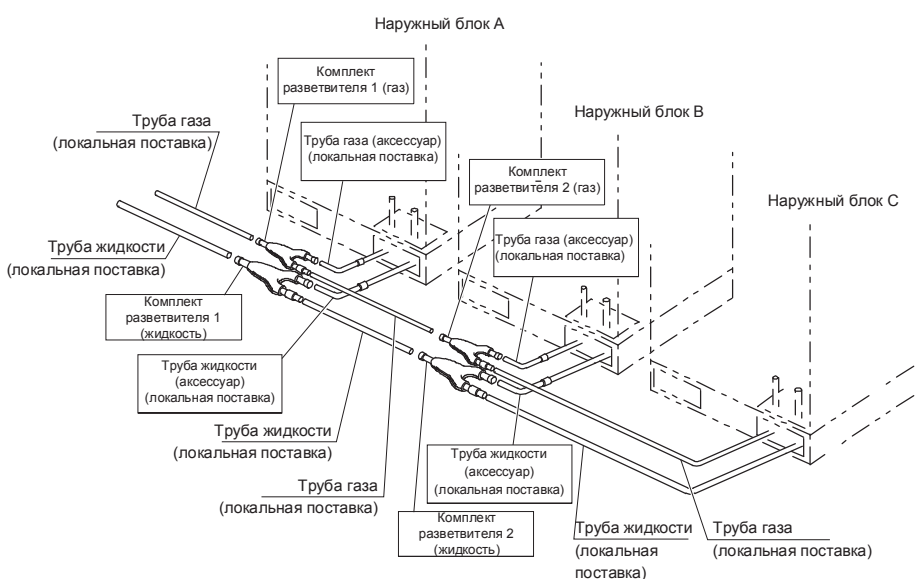 Наружный блок A
Комплект
разветвителя 1 (газ)
Труба газа
(локальная поставка)
Труба газа (аксессуар)
(локальная поставка)
Наружный блок B
Комплект
разветвителя 2 (газ)
Наружный блок C
Труба жидкости
(локальная поставка)
Труба газа (аксессуар)
(локальная поставка)
Комплект
разветвителя 1
(жидкость)
Труба жидкости
(аксессуар)
(локальная поставка)
Труба жидкости
(локальная поставка)
Труба жидкости
(аксессуар)
(локальная поставка)
Труба газа
(локальная поставка)
Комплект
разветвителя 2
(жидкость)
Труба жидкости
(локальная
поставка)
Труба газа
(локальная поставка)